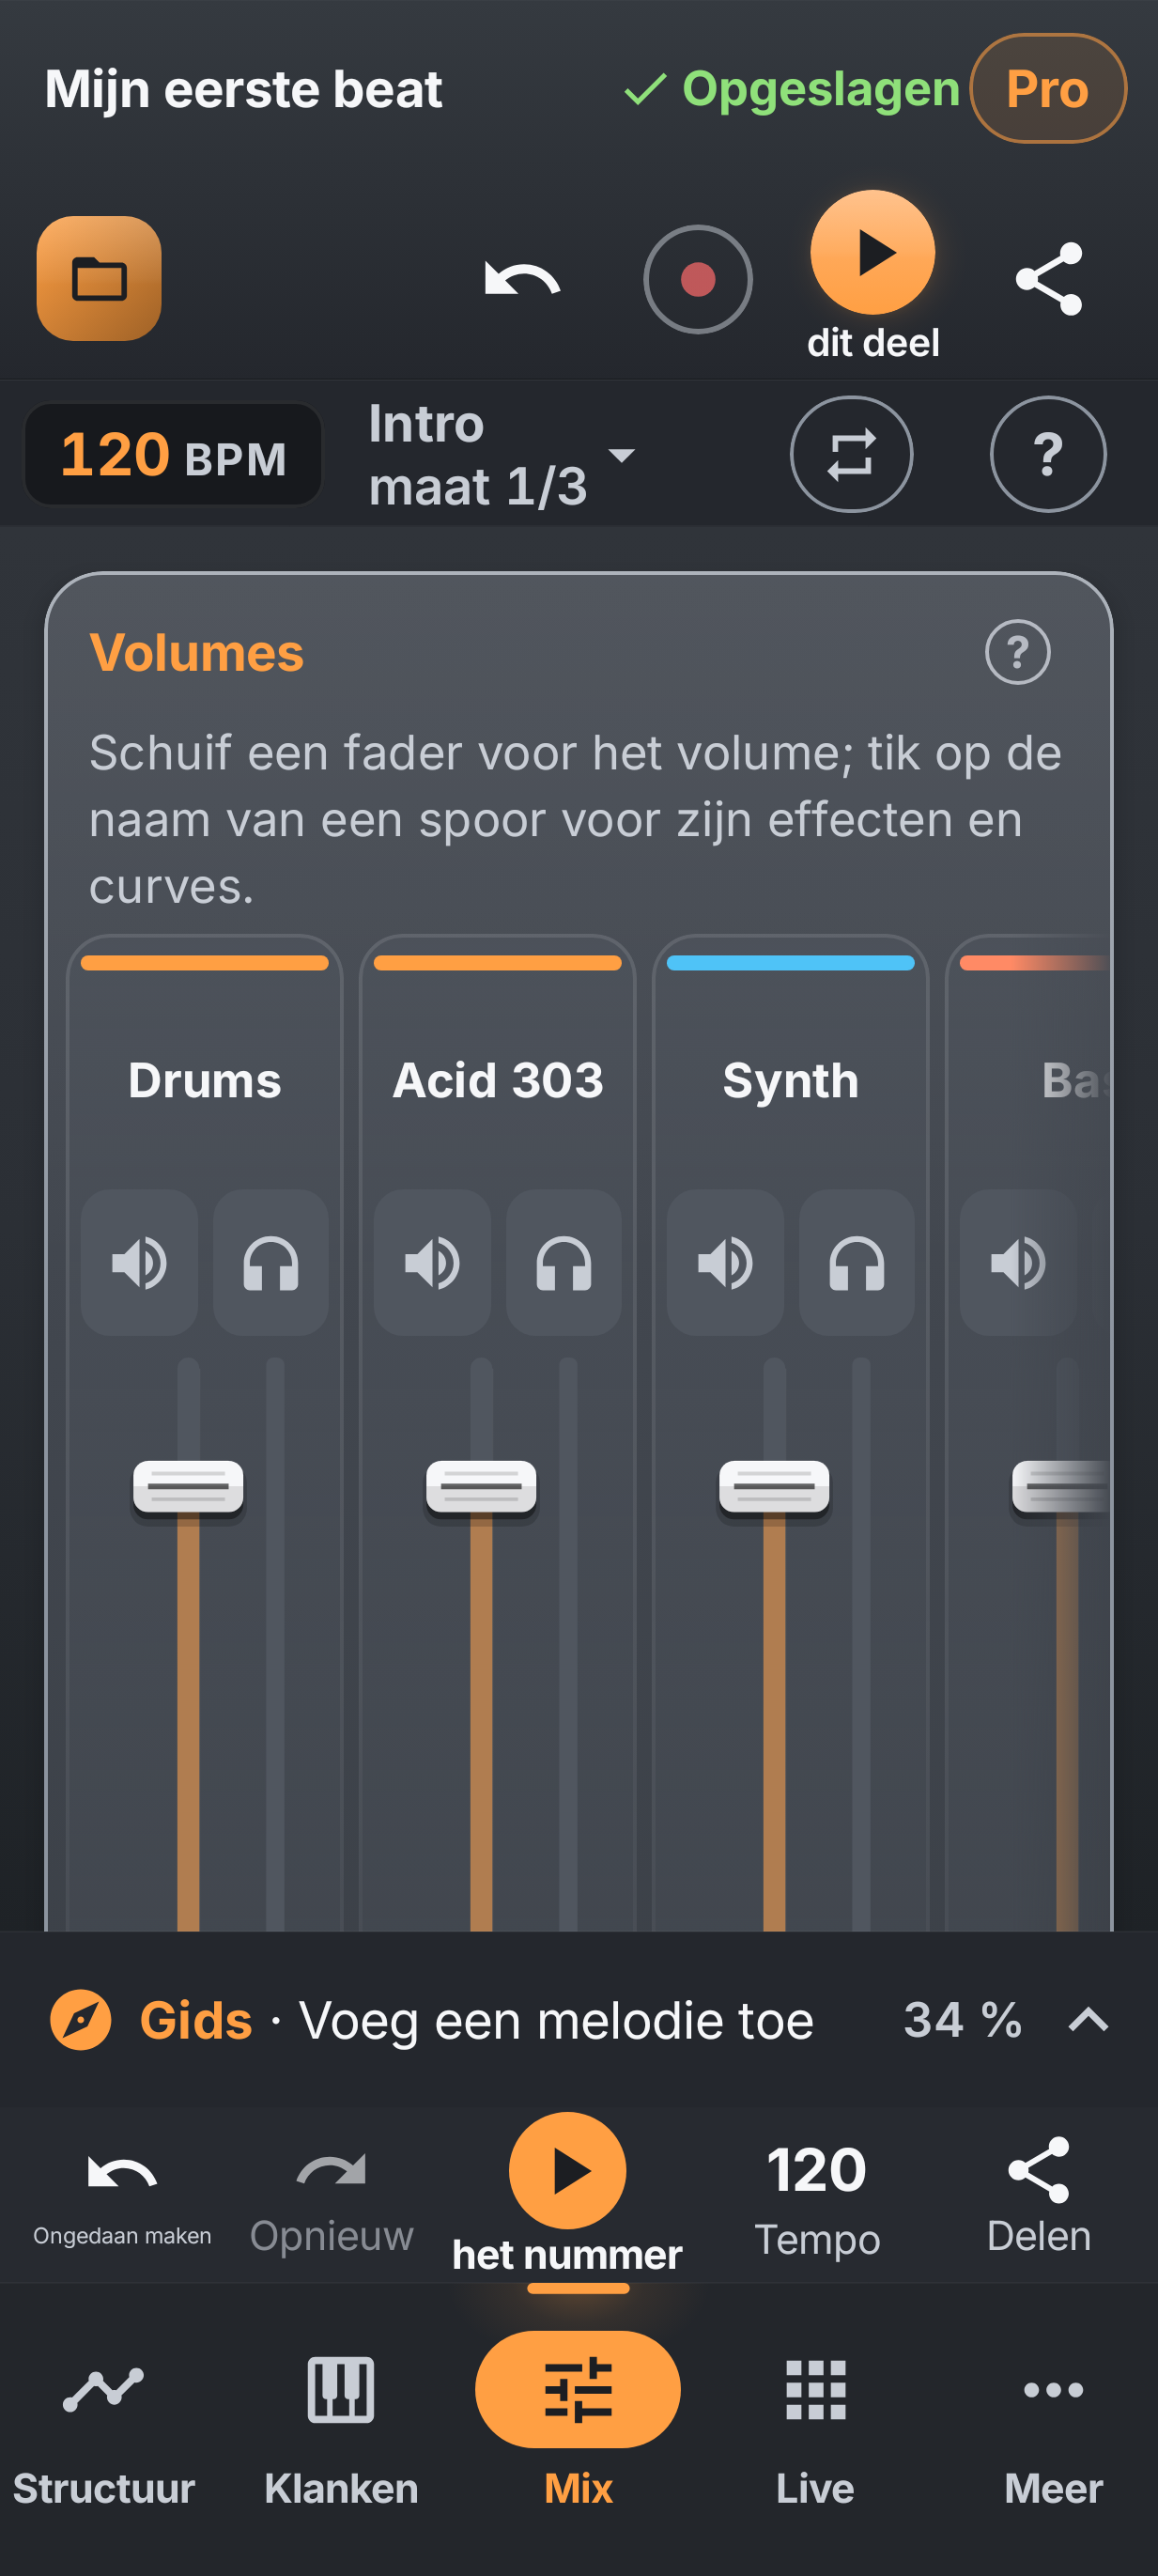 Mijn eerste beat
Opgeslagen
Pro
dit deel
120 BPM
Intro
maat 1/3
?
Volumes
?
Schuif een fader voor het volume; tik op de
naam van een spoor voor zijn effecten en
curves.
Drums
Acid 303
Synth
Gids · Voeg een melodie toe
34 %
Ongedaan maken
Opnieuw
het nummer
120
Tempo
Delen
Structuur
Klanken
Mix
Live
Meer